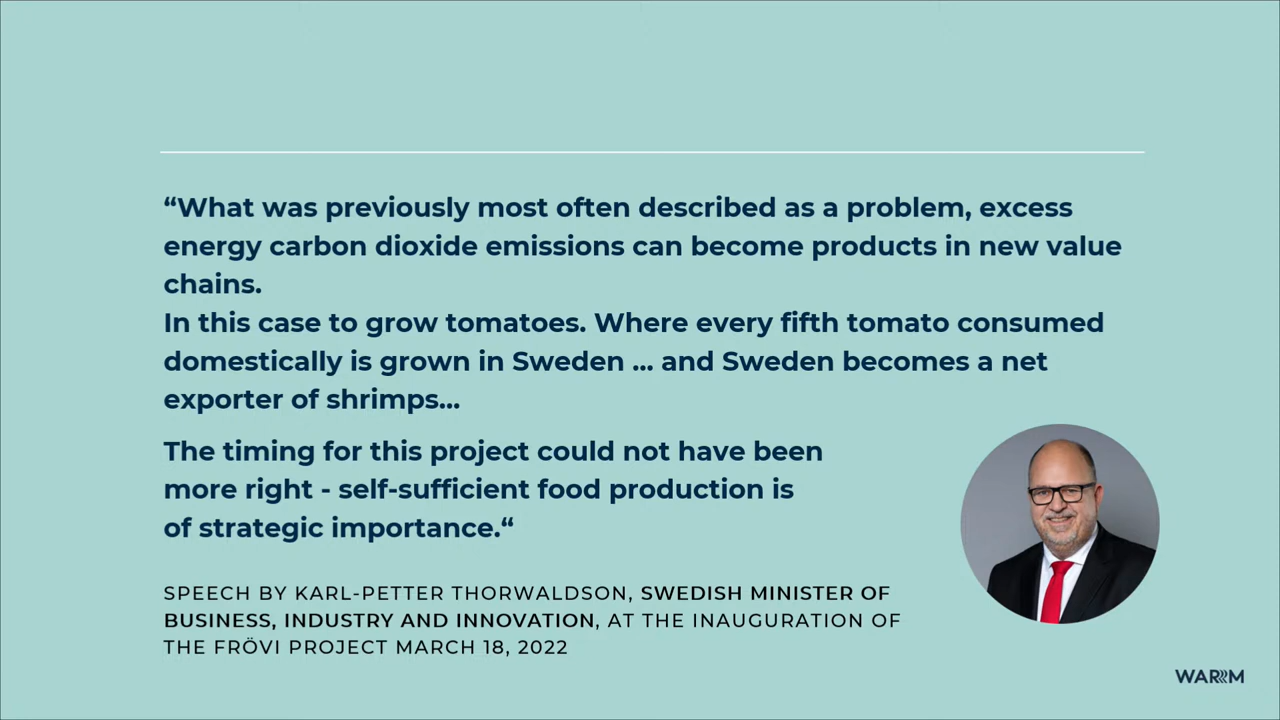 “What was previously most often described as a problem, excess
energy carbon dioxide emissions can become products in new value
chains.
In this case to grow tomatoes. Where every fifth tomato consumed
domestically is grown in Sweden ... and Sweden becomes a net
exporter of shrimps...
The timing for this project could not have been
more right - self-sufficient food production is
of strategic importance.“
SPEECH BY KARL-PETTER THORWALDSON, SWEDISH MINISTER OF
BUSINESS, INDUSTRY AND INNOVATION, AT THE INAUGURATION OF
THE FRÖVI PROJECT MARCH 18, 2022
WARM